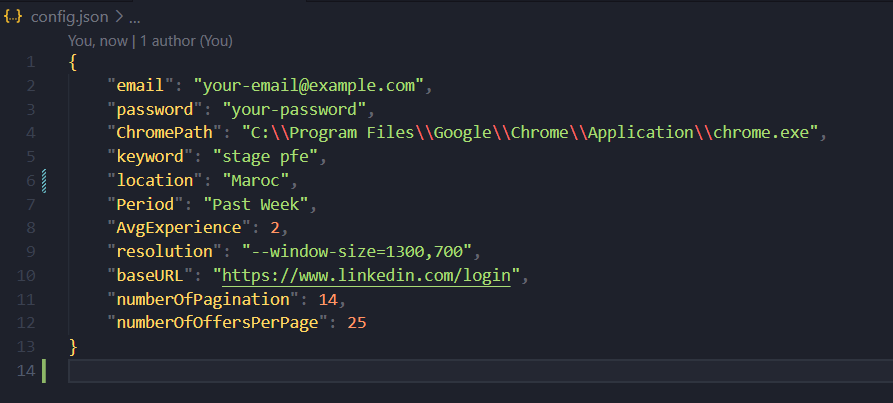 {..} config.json > ...
You, now | 1 author (You)
1 {
2 "email": "your-email@example.com",
3 "password": "your-password",
4 "ChromePath": "C:\\Program Files\\Google\\Chrome\\Application\\chrome.exe",
5 "keyword": "stage pfe",
6 "location": "Maroc",
7 "Period": "Past Week",
8 "AvgExperience": 2,
9 "resolution": "--window-size=1300,700",
10 "baseURL": "https://www.linkedin.com/login",
11 "numberOfPagination": 14,
12 "numberOfOffersPerPage": 25
13 }
14